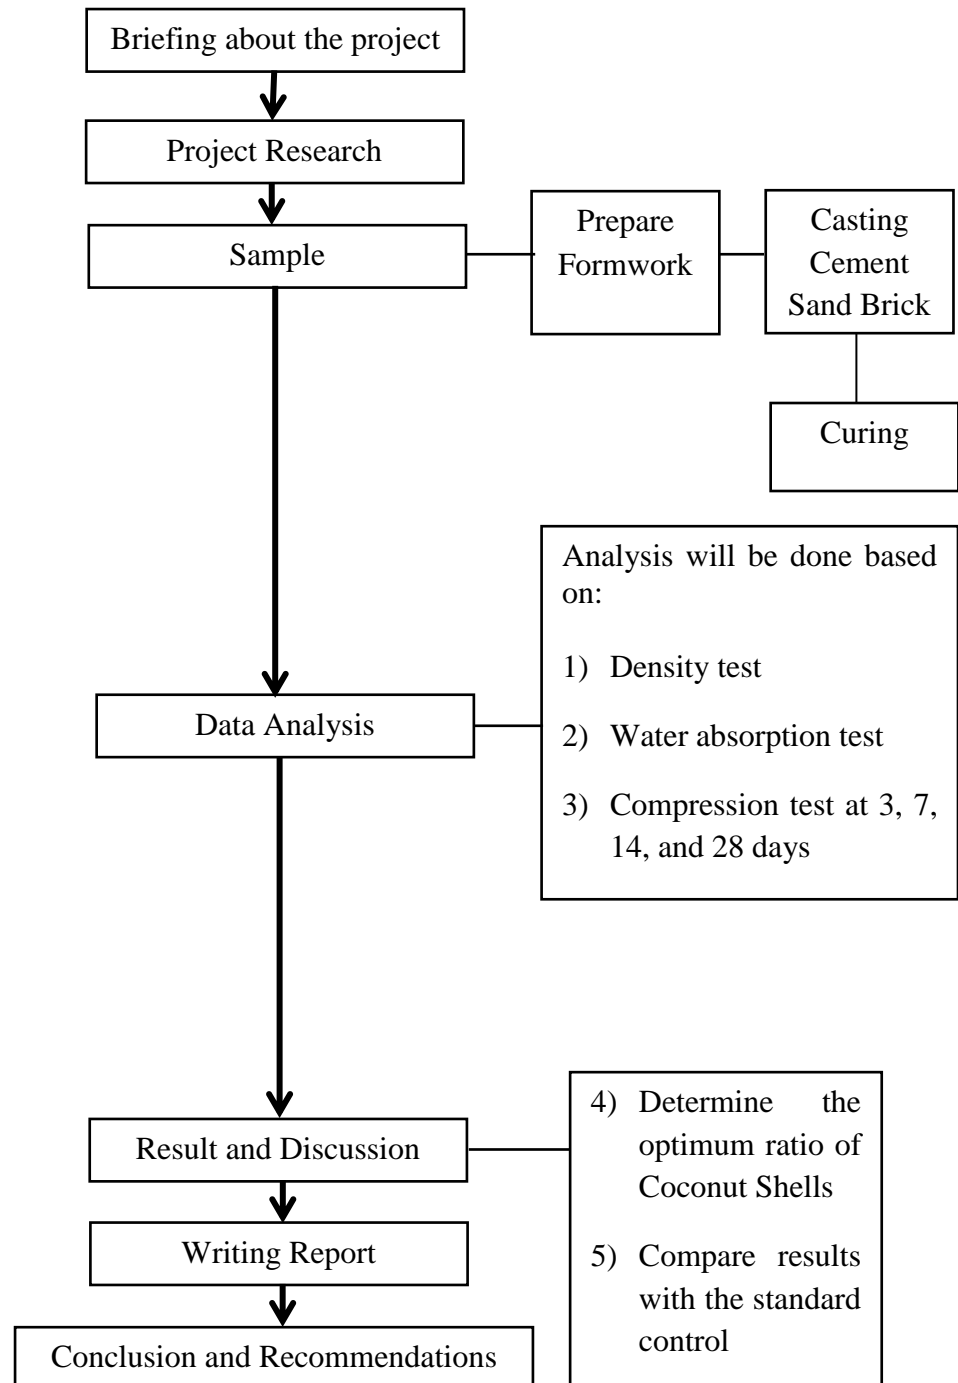 Briefing about the project
Project Research
Sample
Prepare
Formwork
Casting
Cement
Sand Brick
Curing
Analysis will be done based
on:
1) Density test
2) Water absorption test
3) Compression test at 3, 7,
14, and 28 days
Data Analysis
Result and Discussion
4) Determine the
optimum ratio of
Coconut Shells
5) Compare results
with the standard
control
Writing Report
Conclusion and Recommendations